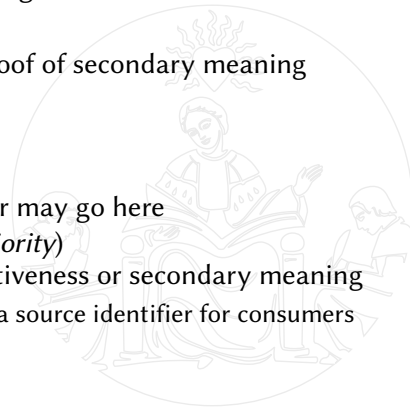 oof of secondary meaning
r may go here
ority)
tiveness or secondary meaning
a source identifier for consumers